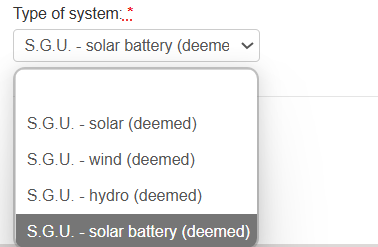 Type of system: *
S.G.U. - solar battery (deeme
S.G.U. - solar (deemed)
S.G.U. - wind (deemed)
S.G.U. - hydro (deemed)
S.G.U. - solar battery (deemed)